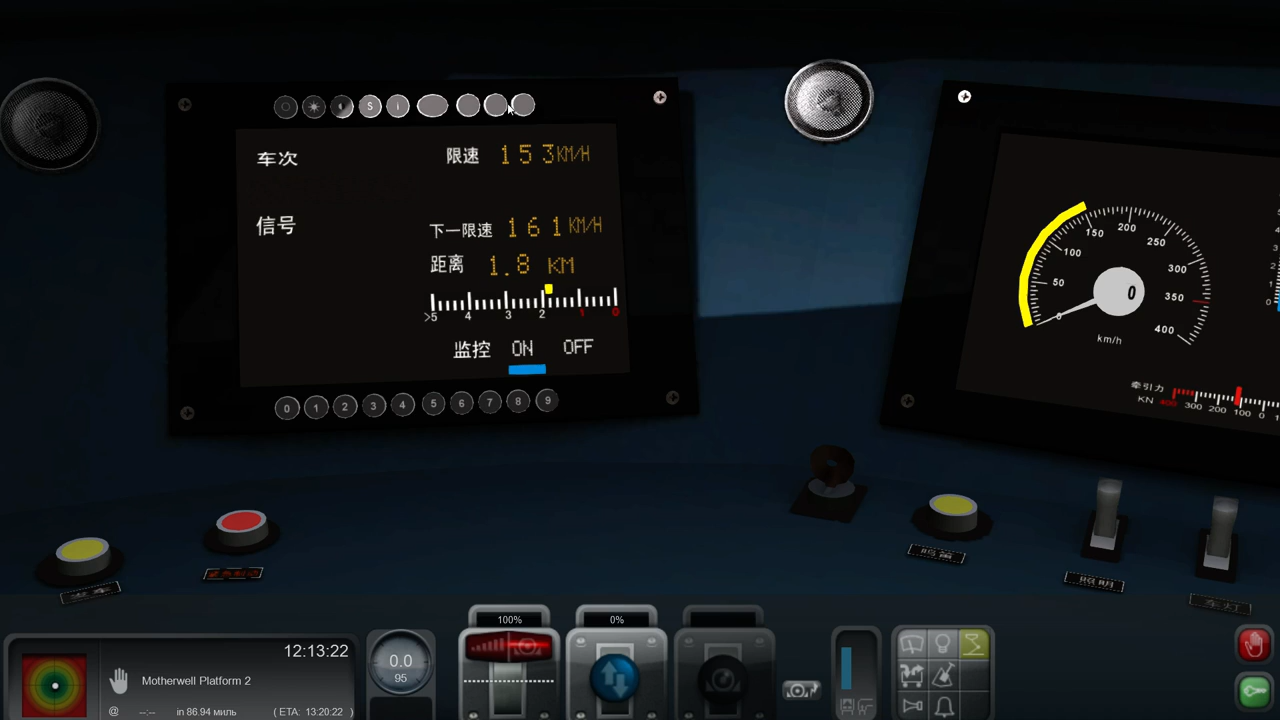 S i
车次 限速 153KM/H
信号
下一限速 161KM/H
距离 1.8 KM
>5 4 3 2 1 0
监控 ON OFF
0 1 2 3 4 5 6 7 8 9
0 50 100 150 200 250 300 350 400
0
km/h
牵引力
KN 400 300 200 100 0
照明
100% 0%
12:13:22
Motherwell Platform 2
@ --:-- in 86.94 миль ( ETA: 13:20:22 )
0.0
95